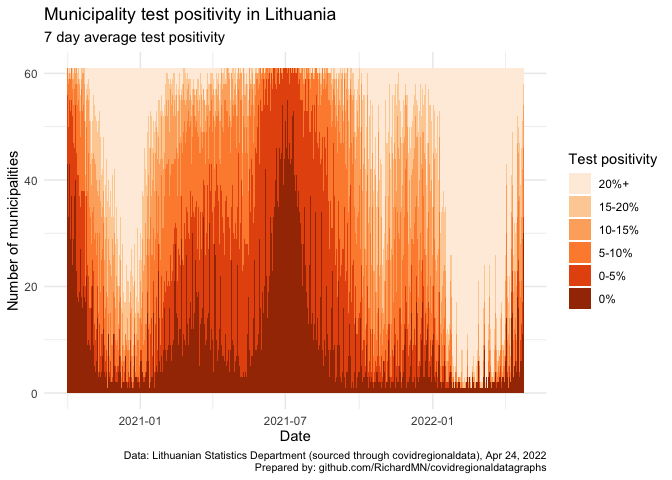 Municipality test positivity in Lithuania
7 day average test positivity
Number of municipalities
60
40
20
0
2021-01
2021-07
2022-01
Date
Test positivity
20%+
15-20%
10-15%
5-10%
0-5%
0%
Data: Lithuanian Statistics Department (sourced through covidregionaldata), Apr 24, 2022
Prepared by: github.com/RichardMN/covidregionaldatagraphs